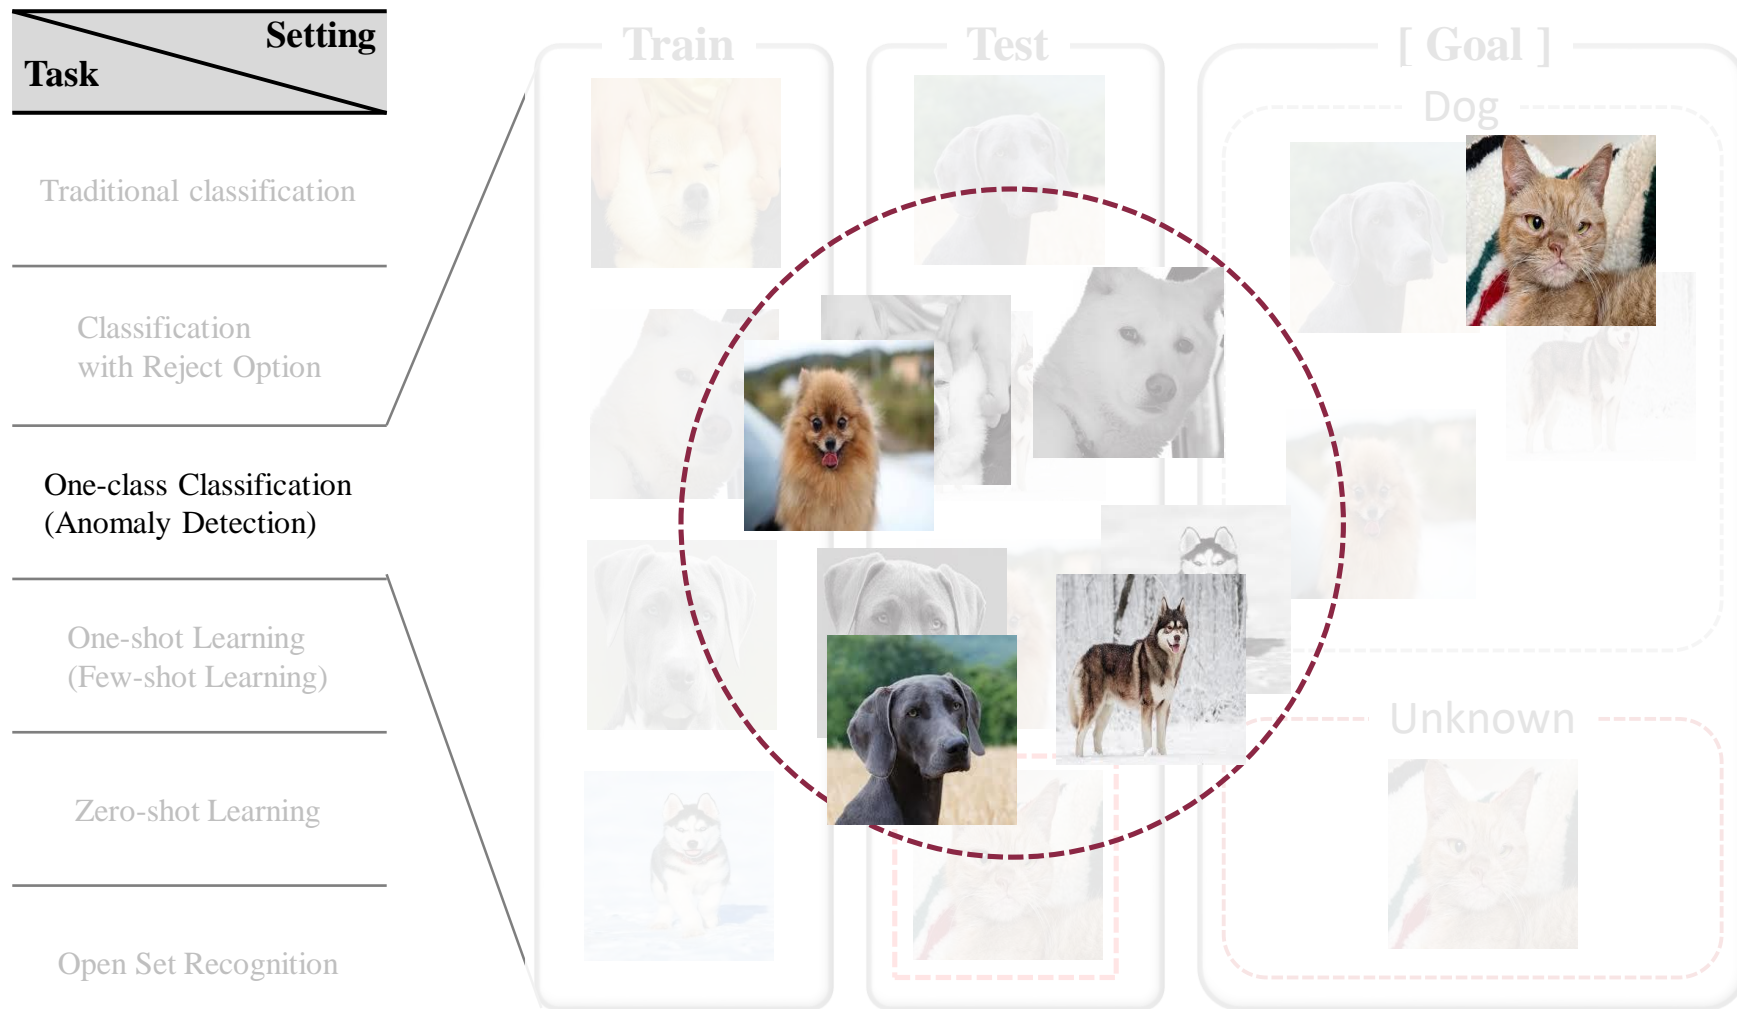 Setting
Task
Traditional classification
Classification
with Reject Option
One-class Classification
(Anomaly Detection)
One-shot Learning
(Few-shot Learning)
Zero-shot Learning
Open Set Recognition
Train
Test
[ Goal ]
Dog
Unknown